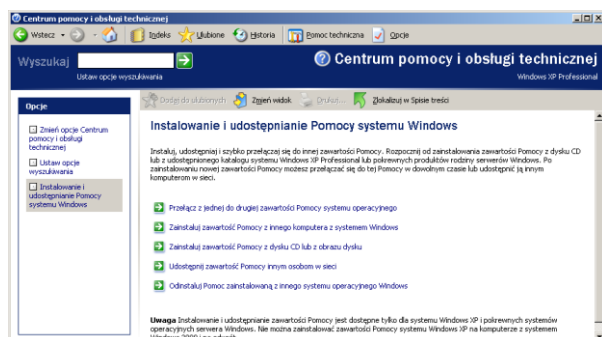 Centrum pomocy i obsługi technicznej
Wstecz Indeks Ulubione Historia Pomoc techniczna Opcje
Wyszukaj
Ustaw opcje wyszukiwania
Centrum pomocy i obsługi technicznej
Windows XP Professional
Opcje
Zmień opcje Centrum
pomocy i obsługi
technicznej
Ustaw opcje
wyszukiwania
Instalowanie i
udostępnianie Pomocy
systemu Windows
Dodaj do ulubionych Zmień widok Drukuj... Zlokalizuj w Spisie treści
Instalowanie i udostępnianie Pomocy systemu Windows
Instaluj, udostępniaj i szybko przełączaj się do innej zawartości Pomocy. Rozpocznij od zainstalowania zawartości Pomocy z dysku CD
lub z udostępnionego katalogu systemu Windows XP Professional lub pokrewnych produktów rodziny serwerów Windows. Po
zainstalowaniu nowej zawartości Pomocy możesz przełączać się do tej Pomocy w dowolnym czasie lub udostępnić ją innym
komputerom w sieci.
Przełącz z jednej do drugiej zawartości Pomocy systemu operacyjnego
Zainstaluj zawartość Pomocy z innego komputera z systemem Windows
Zainstaluj zawartość Pomocy z dysku CD lub z obrazu dysku
Udostępnij zawartość Pomocy innym osobom w sieci
Odinstaluj Pomoc zainstalowaną z innego systemu operacyjnego Windows
Uwaga Instalowanie i udostępnianie zawartości Pomocy jest dostępne tylko dla systemu Windows XP i pokrewnych systemów
operacyjnych serwera Windows. Nie można zainstalować zawartości Pomocy systemu Windows XP na komputerze z systemem
Windows 2000 i na odwrót.